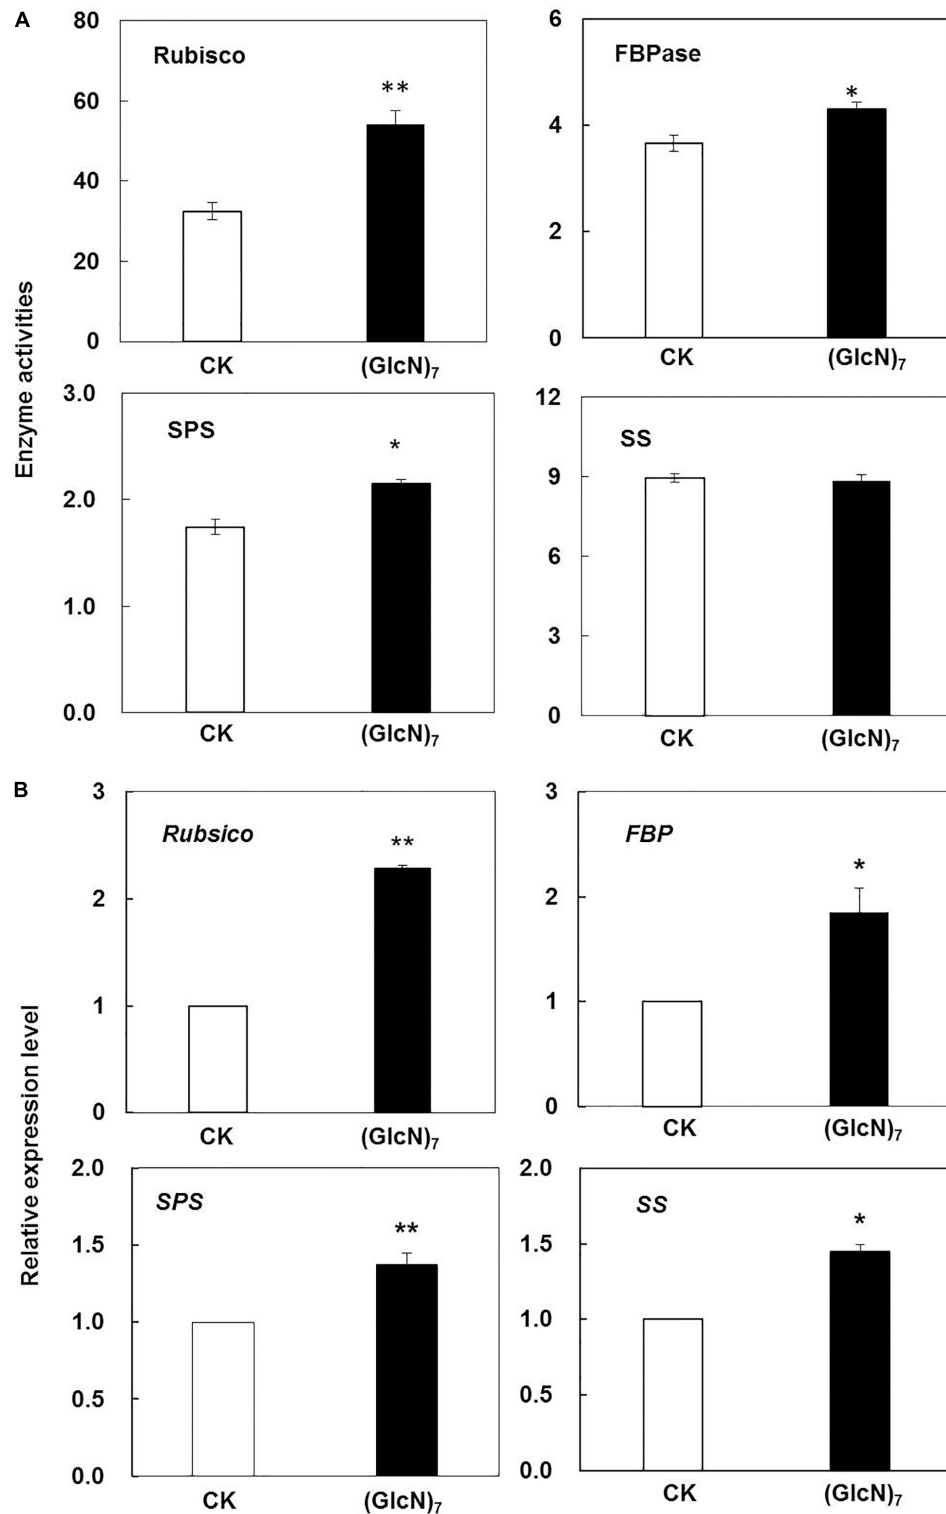 A
Enzyme activities
Rubisco
80
60
40
20
0
**
CK
(GlcN)₇
FBPase
6
4
2
0
*
CK
(GlcN)₇
SPS
3.0
2.0
1.0
0.0
*
CK
(GlcN)₇
SS
12
9
6
3
0
CK
(GlcN)₇
B
Relative expression level
Rubsico
3
2
1
0
**
CK
(GlcN)₇
FBP
3
2
1
0
*
CK
(GlcN)₇
SPS
2.0
1.5
1.0
0.5
0.0
**
CK
(GlcN)₇
SS
2.0
1.5
1.0
0.5
0.0
*
CK
(GlcN)₇